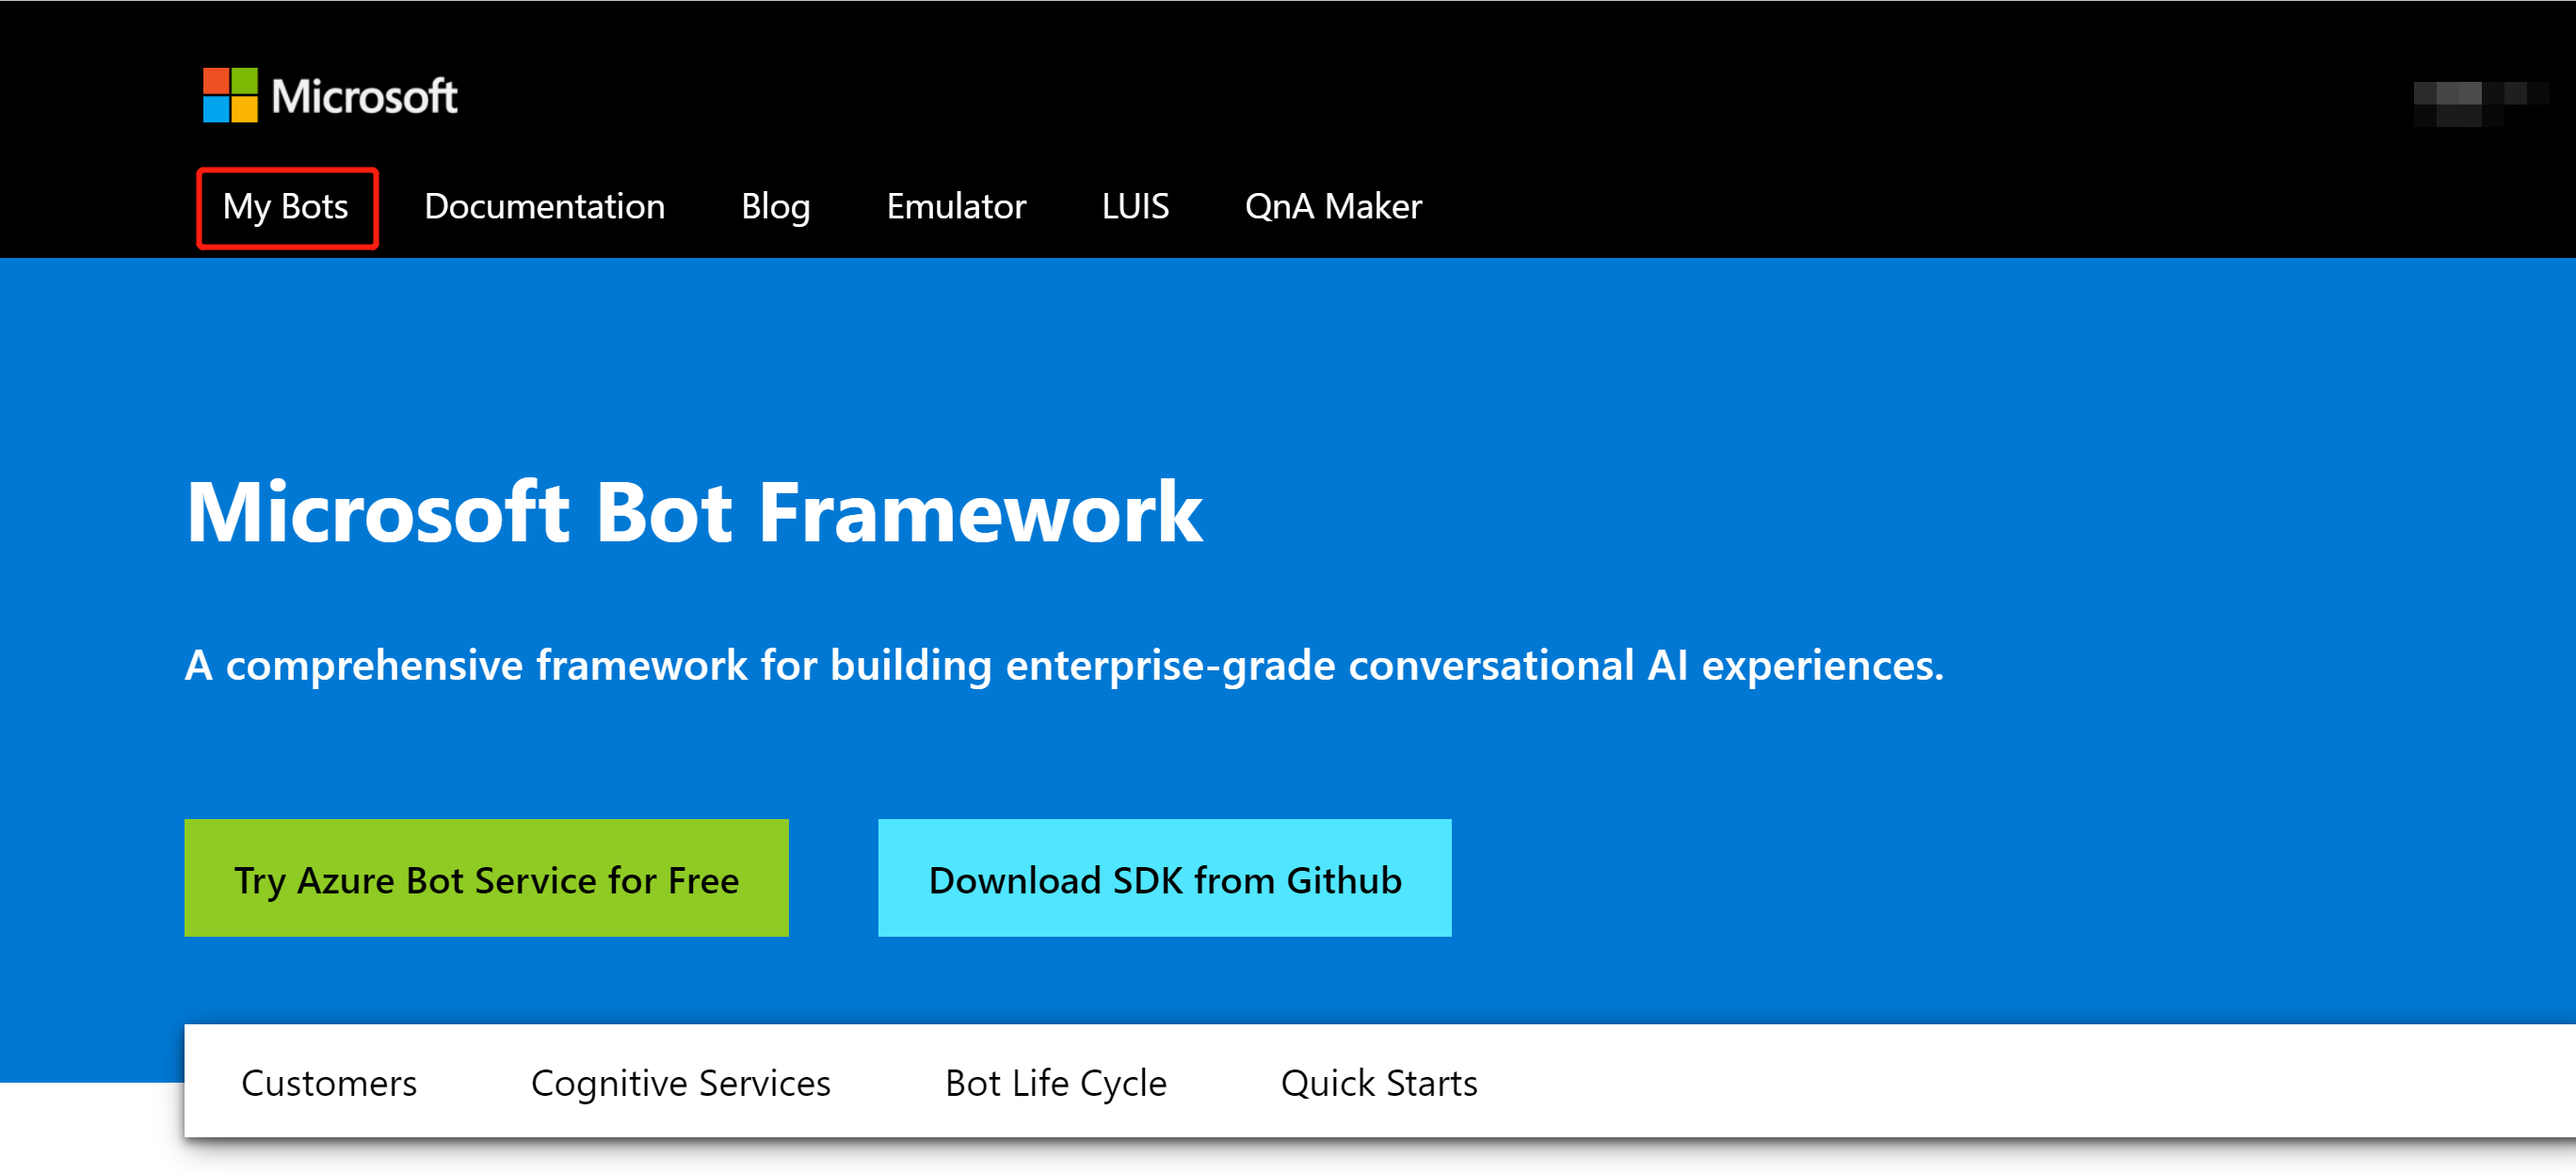 Microsoft
My Bots Documentation Blog Emulator LUIS QnA Maker
Microsoft Bot Framework
A comprehensive framework for building enterprise-grade conversational AI experiences.
Try Azure Bot Service for Free Download SDK from Github
Customers Cognitive Services Bot Life Cycle Quick Starts